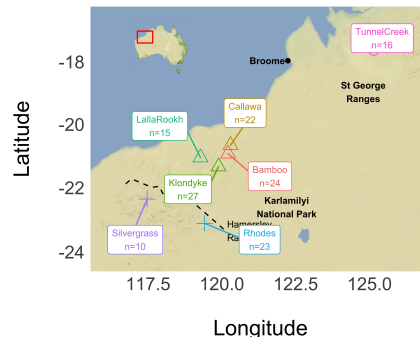 TunnelCreek
n=16
Broome
-18
St George
Ranges
Callawa
n=22
-20
LallaRookh
n=15
Bamboo
n=24
Klondyke
n=27
-22
Karlamilyi
National Park
Hamersley
Silvergrass
n=10
Rhodes
n=23
-24
117.5
120.0
122.5
125.0
Latitude
Longitude